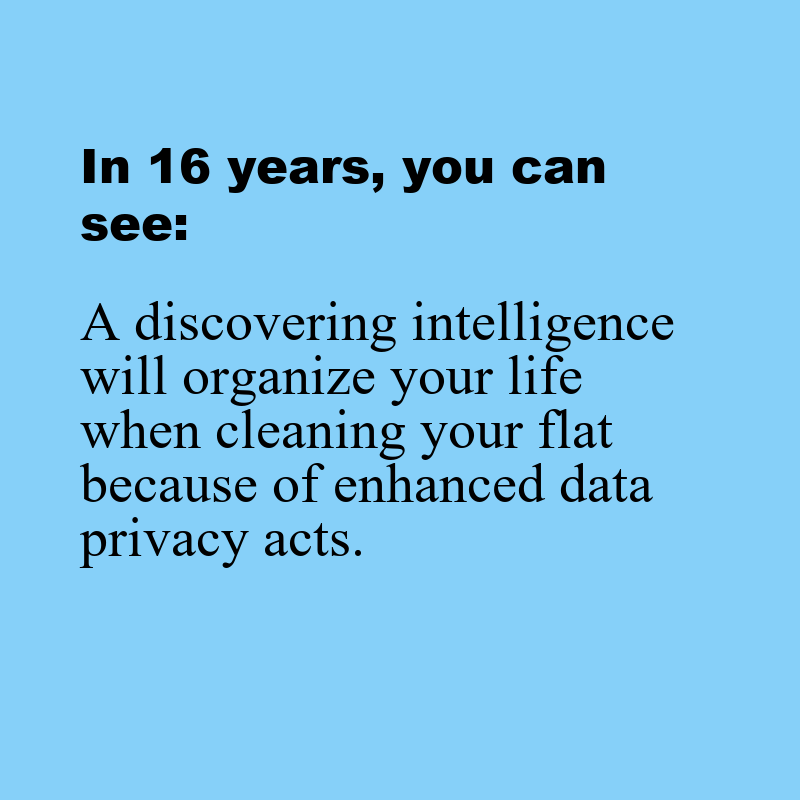 In 16 years, you can
see:
A discovering intelligence
will organize your life
when cleaning your flat
because of enhanced data
privacy acts.